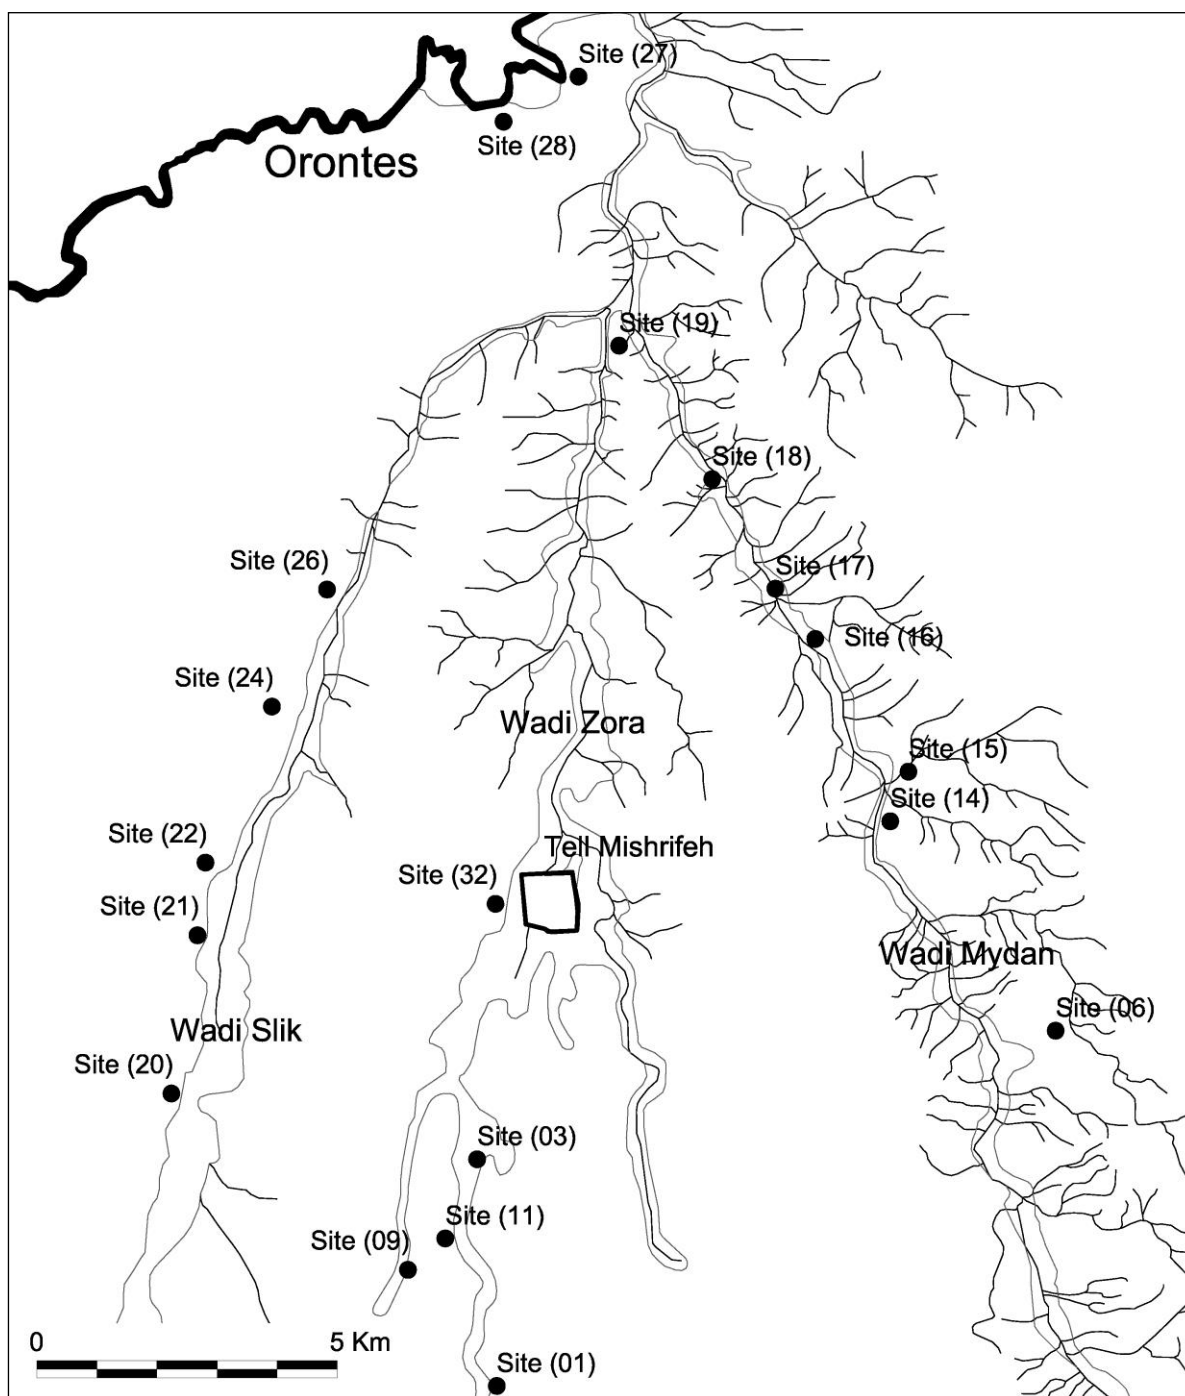 Site (27)
Site (28)
Orontes
Site (19)
Site (18)
Site (26)
Site (17)
Site (16)
Site (24)
Wadi Zora
Site (15)
Site (14)
Site (22)
Tell Mishrifeh
Site (32)
Site (21)
Wadi Mydan
Site (06)
Wadi Slik
Site (20)
Site (03)
Site (11)
Site (09)
0 5 Km
Site (01)